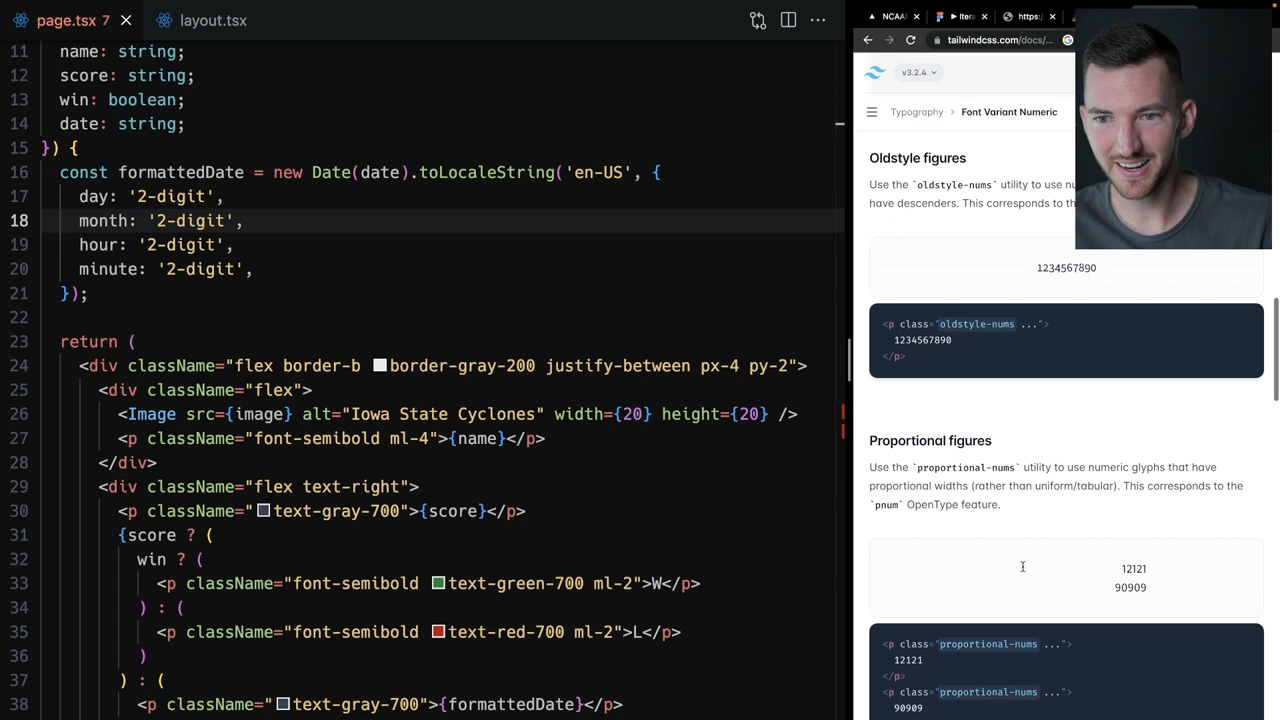 page.tsx 7
layout.tsx
11 name: string;
12 score: string;
13 win: boolean;
14 date: string;
15 }) {
16 const formattedDate = new Date(date).toLocaleString('en-US', {
17 day: '2-digit',
18 month: '2-digit',
19 hour: '2-digit',
20 minute: '2-digit',
21 });
22
23 return (
24 <div className="flex border-b border-gray-200 justify-between px-4 py-2">
25 <div className="flex">
26 <Image src={image} alt="Iowa State Cyclones" width={20} height={20} />
27 <p className="font-semibold ml-4">{name}</p>
28 </div>
29 <div className="flex text-right">
30 <p className="text-gray-700">{score}</p>
31 {score ? (
32 win ? (
33 <p className="font-semibold text-green-700 ml-2">W</p>
34 ) : (
35 <p className="font-semibold text-red-700 ml-2">L</p>
36 )
37 ) : (
38 <p className="text-gray-700">{formattedDate}</p>
NCAA
Itera
https:/
tailwindcss.com/docs/...
v3.2.4
Typography > Font Variant Numeric
Oldstyle figures
Use the `oldstyle-nums` utility to use
have descenders. This corresponds to
1234567890
<p class="oldstyle-nums ...">
1234567890
</p>
Proportional figures
Use the `proportional-nums` utility to use numeric glyphs that have
proportional widths (rather than uniform/tabular). This corresponds to the
`pnum` OpenType feature.
12121
90909
<p class="proportional-nums ...">
12121
</p>
<p class="proportional-nums ...">
90909